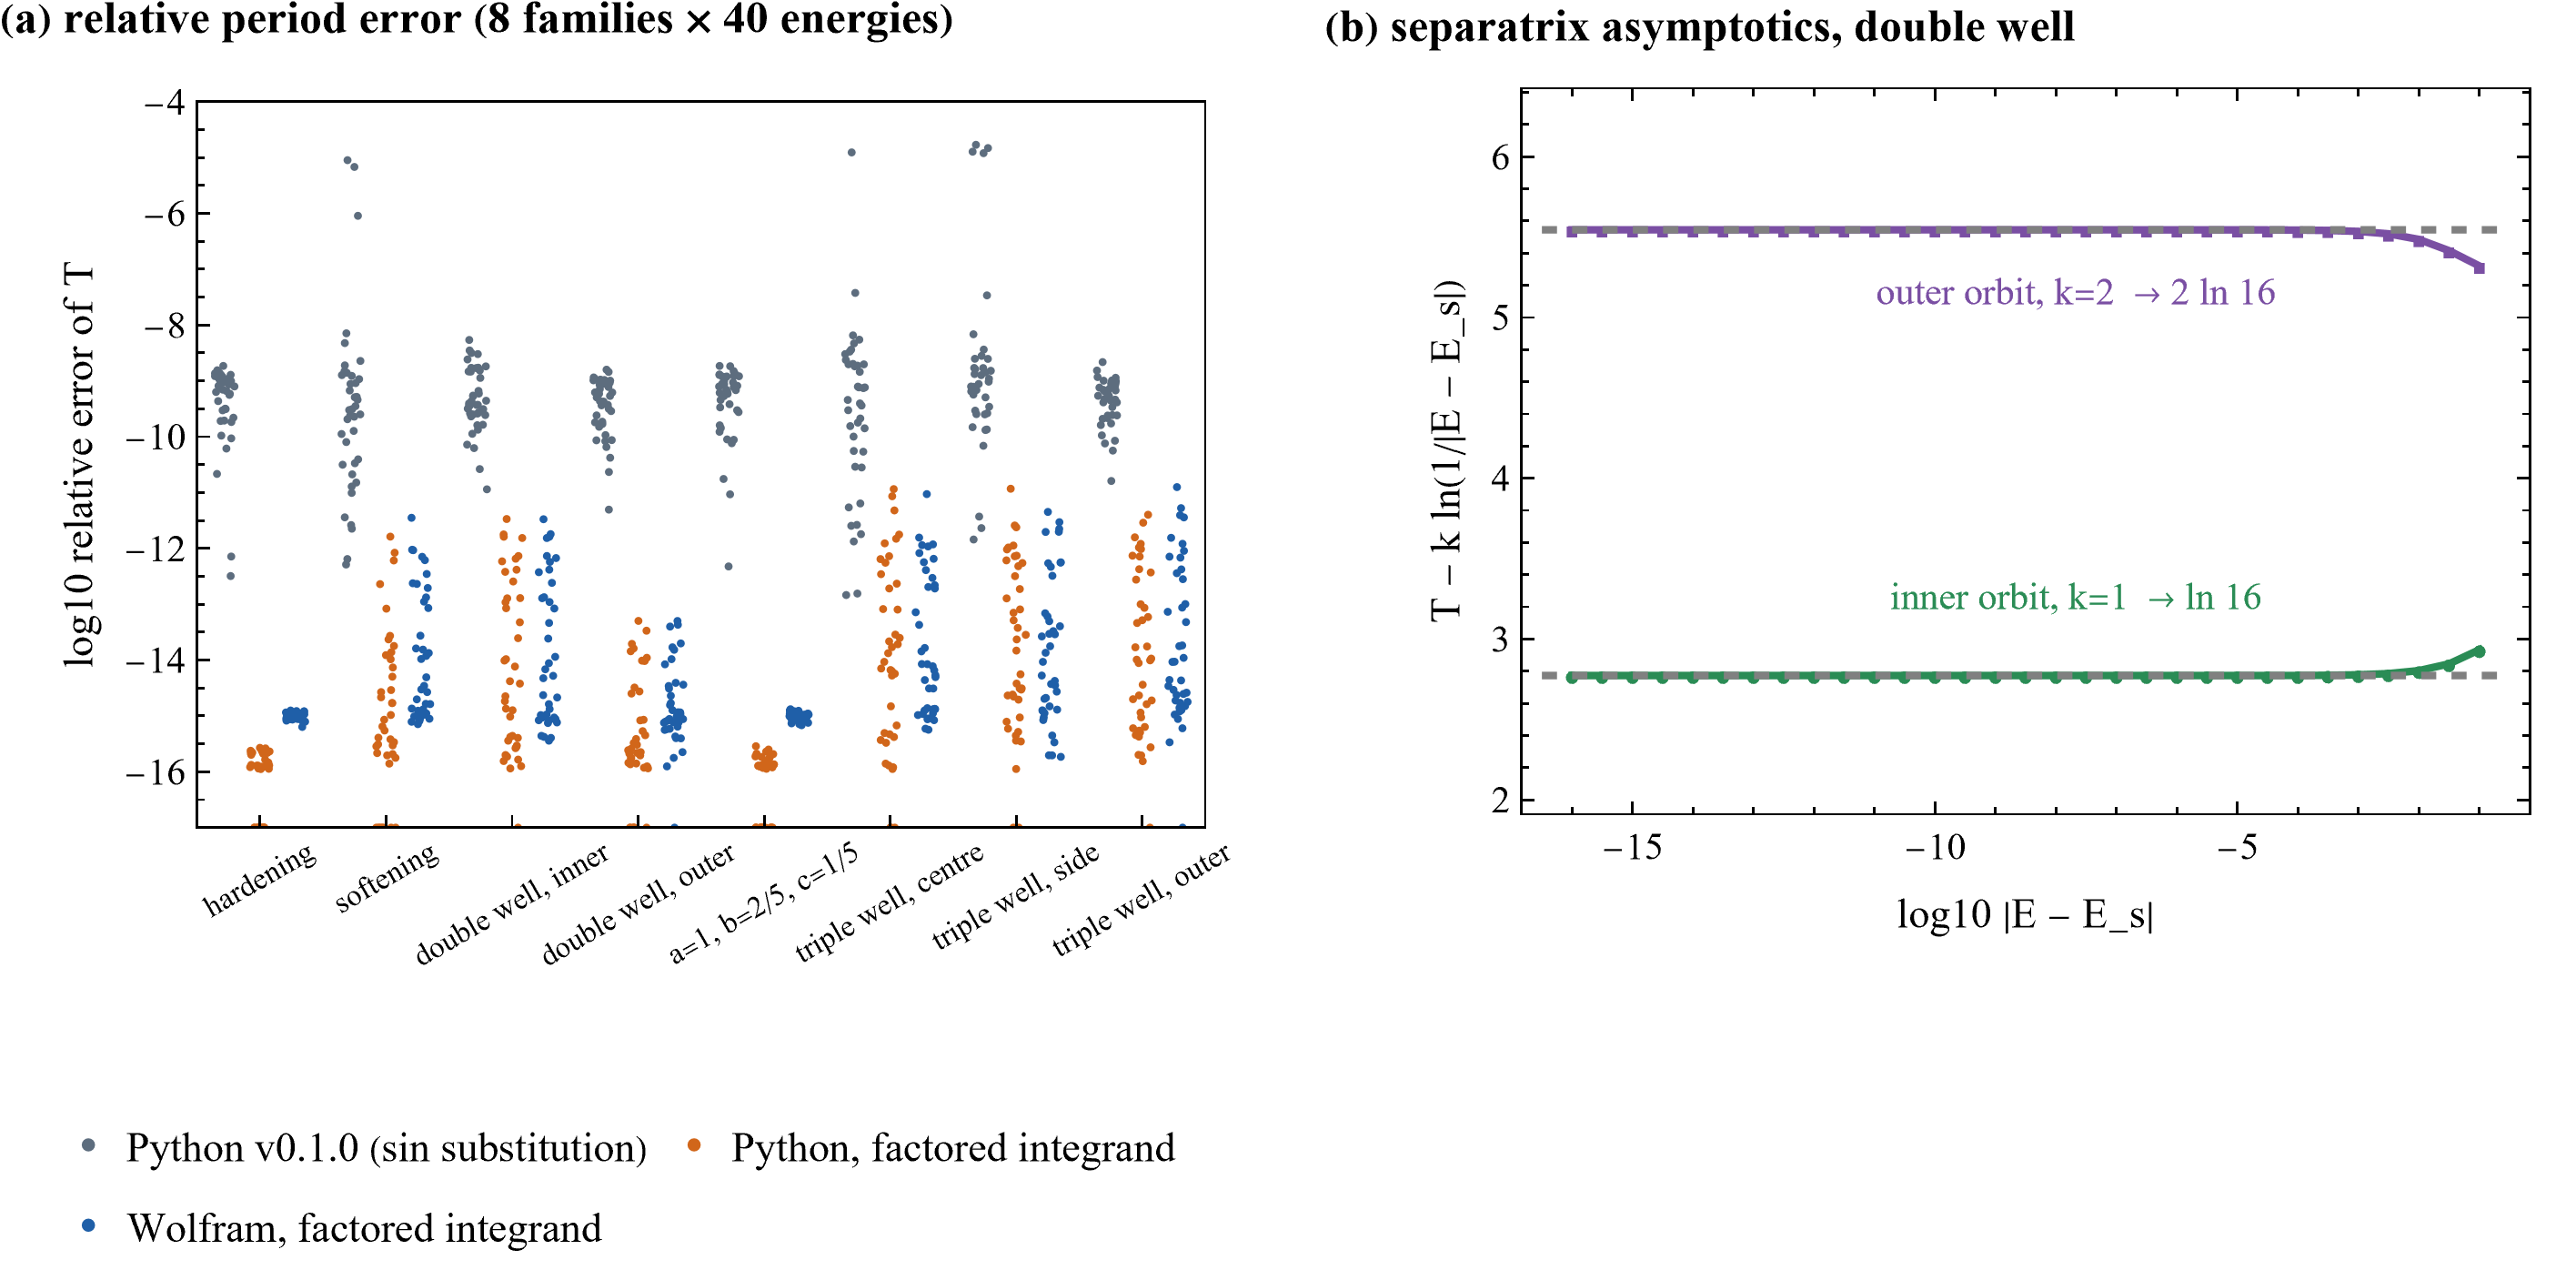 (a) relative period error (8 families × 40 energies)
log10 relative error of T
−4
−6
−8
−10
−12
−14
−16
hardening
softening
double well, inner
double well, outer
a=1, b=2/5, c=1/5
triple well, centre
triple well, side
triple well, outer
Python v0.1.0 (sin substitution)
Python, factored integrand
Wolfram, factored integrand
(b) separatrix asymptotics, double well
T − k ln(1/|E − E_s|)
6
5
4
3
2
outer orbit, k=2 → 2 ln 16
inner orbit, k=1 → ln 16
−15
−10
−5
log10 |E − E_s|